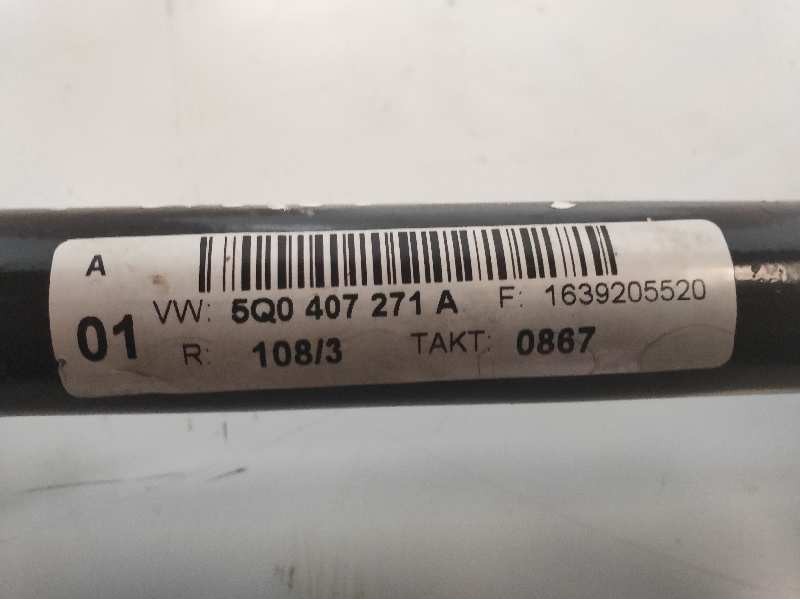 A
01
VW: 5Q0 407 271 A F: 1639205520
R: 108/3 TAKT: 0867